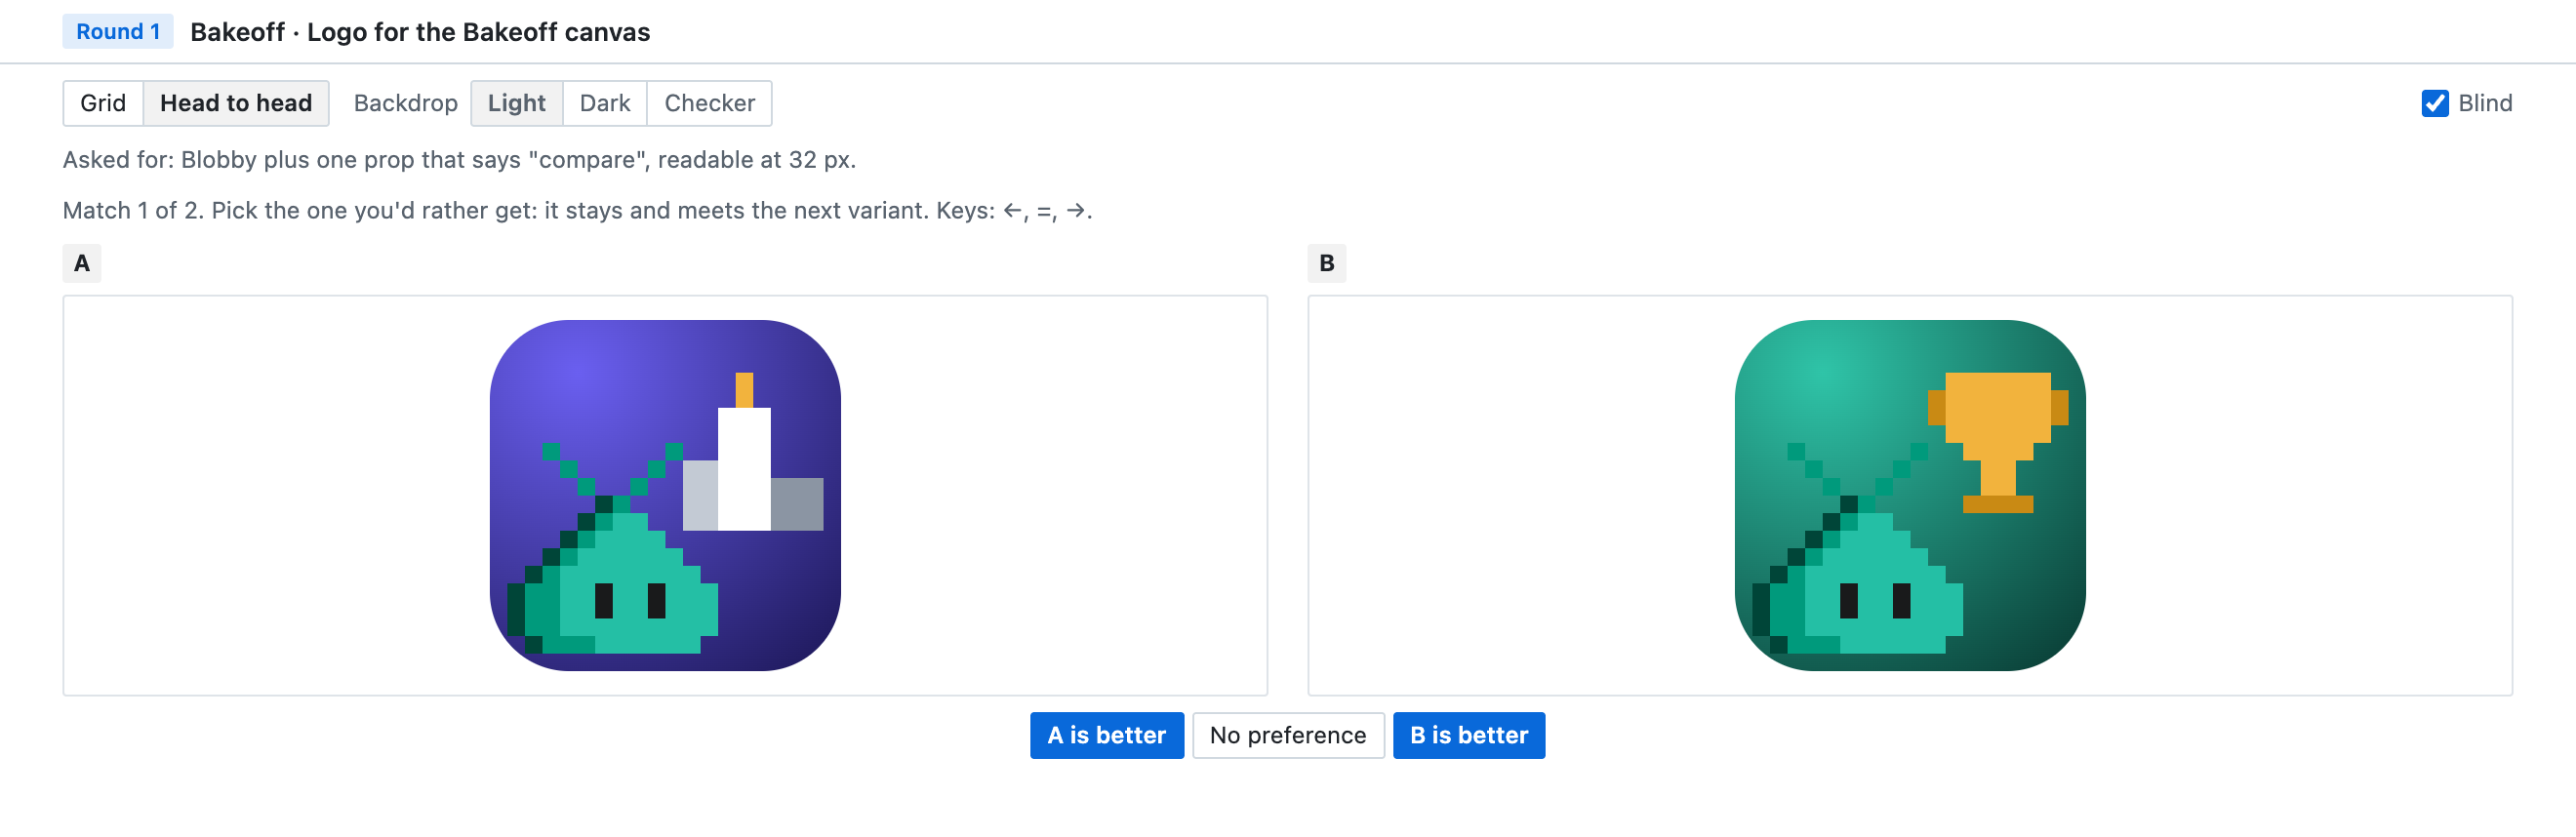 Round 1 Bakeoff · Logo for the Bakeoff canvas
Grid Head to head Backdrop Light Dark Checker Blind
Asked for: Blobby plus one prop that says "compare", readable at 32 px.
Match 1 of 2. Pick the one you'd rather get: it stays and meets the next variant. Keys: ←, =, →.
A B
A is better No preference B is better